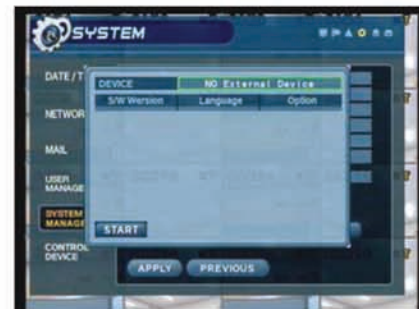 SYSTEM
DATE/T
DEVICE
NO External Device
S/W Wersion
Language
Option
NETWOR
MAIL
USER
MANAGE
SYSTEM
MANAGE
START
CONTROL
DEVICE
APPLY
PREVIOUS